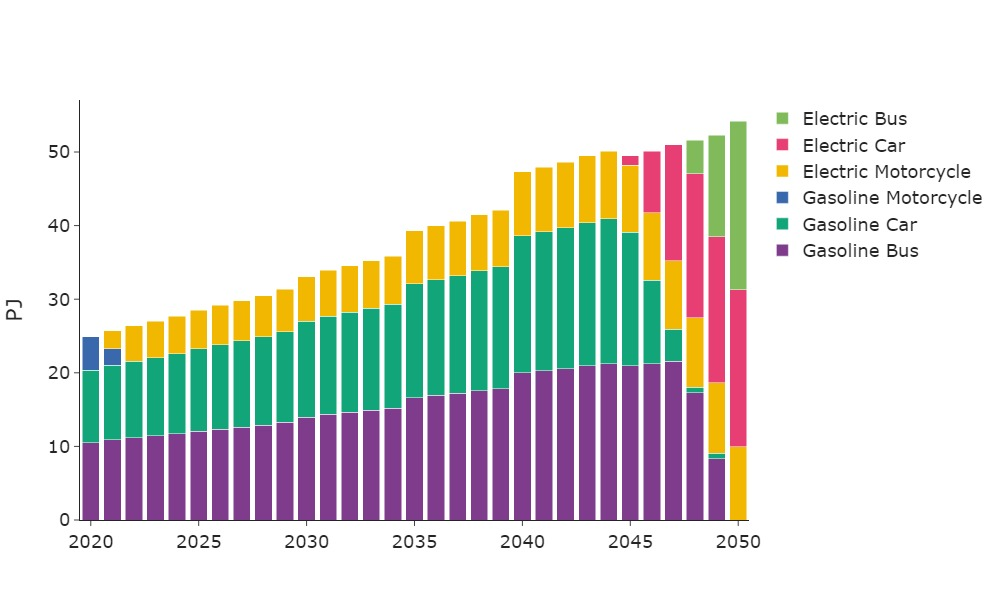 PJ
50
40
30
20
10
0
2020 2025 2030 2035 2040 2045 2050
Electric Bus
Electric Car
Electric Motorcycle
Gasoline Motorcycle
Gasoline Car
Gasoline Bus